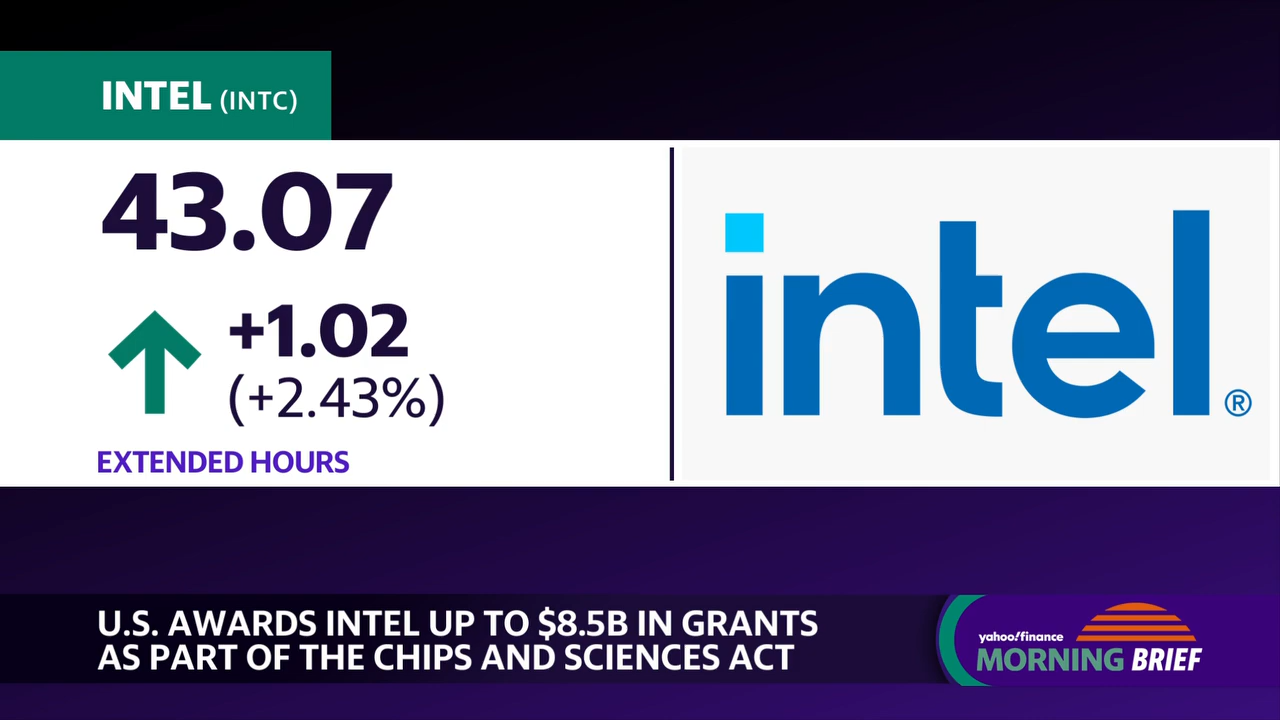 INTEL (INTC)
43.07
+1.02
(+2.43%)
EXTENDED HOURS
intel®
U.S. AWARDS INTEL UP TO $8.5B IN GRANTS
AS PART OF THE CHIPS AND SCIENCES ACT
yahoo!finance
MORNING BRIEF